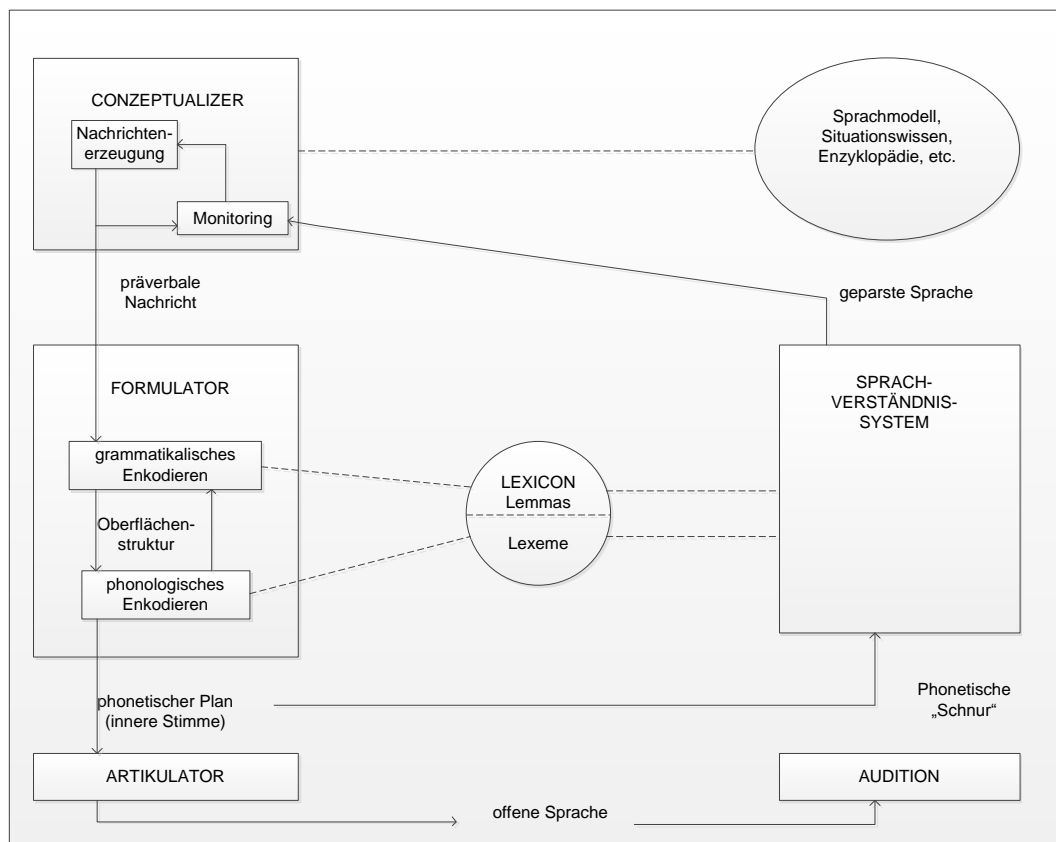 CONZEPTUALIZER
Nachrichten-
erzeugung
Monitoring
Sprachmodell,
Situationswissen,
Enzyklopädie, etc.
präverbale
Nachricht
geparste Sprache
FORMULATOR
grammatikalisches
Enkodieren
Oberflächen-
struktur
phonologisches
Enkodieren
LEXICON
Lemmas
Lexeme
SPRACH-
VERSTÄNDNIS-
SYSTEM
phonetischer Plan
(innere Stimme)
Phonetische
„Schnur“
ARTIKULATOR
offene Sprache
AUDITION